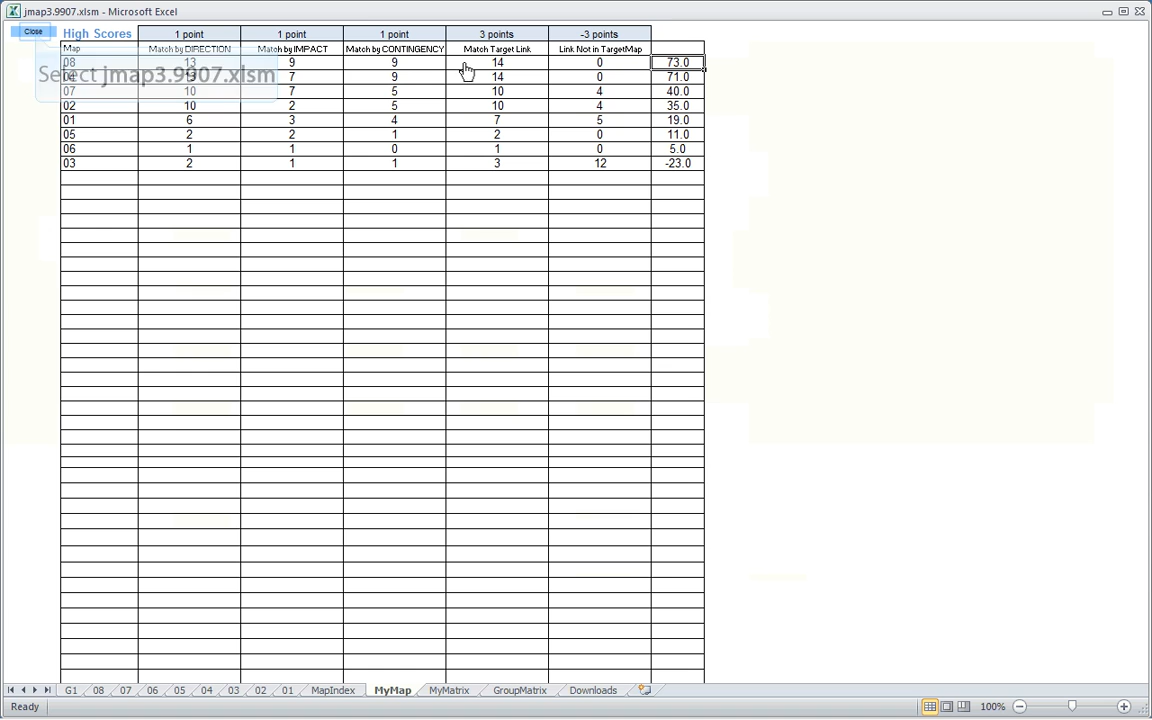 jmap3.9907.xlsm - Microsoft Excel
Close High Scores 1 point 1 point 1 point 3 points -3 points
Map Match by DIRECTION Match by IMPACT Match by CONTINGENCY Match Target Link Link Not in TargetMap
08 13 9 9 14 0 73.0
Select jmap3.9907.xlsm
04 13 7 9 14 0 71.0
07 10 7 5 10 4 40.0
02 10 2 5 10 4 35.0
01 6 3 4 7 5 19.0
05 2 2 1 2 0 11.0
06 1 1 0 1 0 5.0
03 2 1 1 3 12 -23.0
G1 08 07 06 05 04 03 02 01 MapIndex MyMap MyMatrix GroupMatrix Downloads
Ready 100%